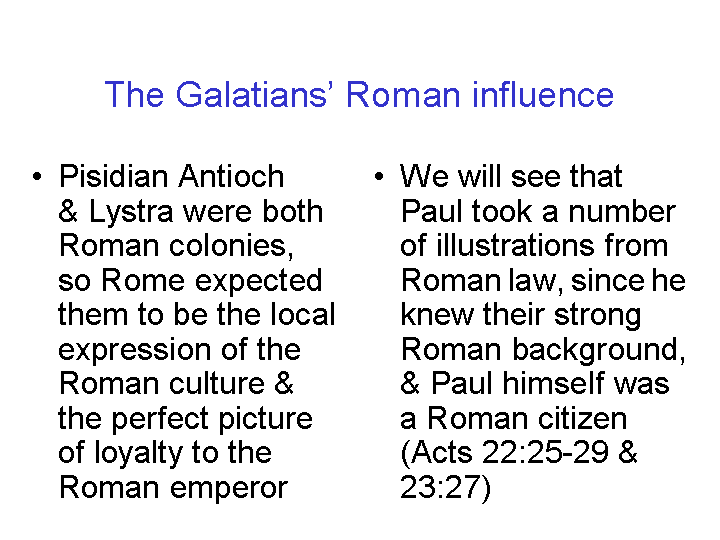 The Galatians’ Roman influence
• Pisidian Antioch
& Lystra were both
Roman colonies,
so Rome expected
them to be the local
expression of the
Roman culture &
the perfect picture
of loyalty to the
Roman emperor
• We will see that
Paul took a number
of illustrations from
Roman law, since he
knew their strong
Roman background,
& Paul himself was
a Roman citizen
(Acts 22:25-29 &
23:27)